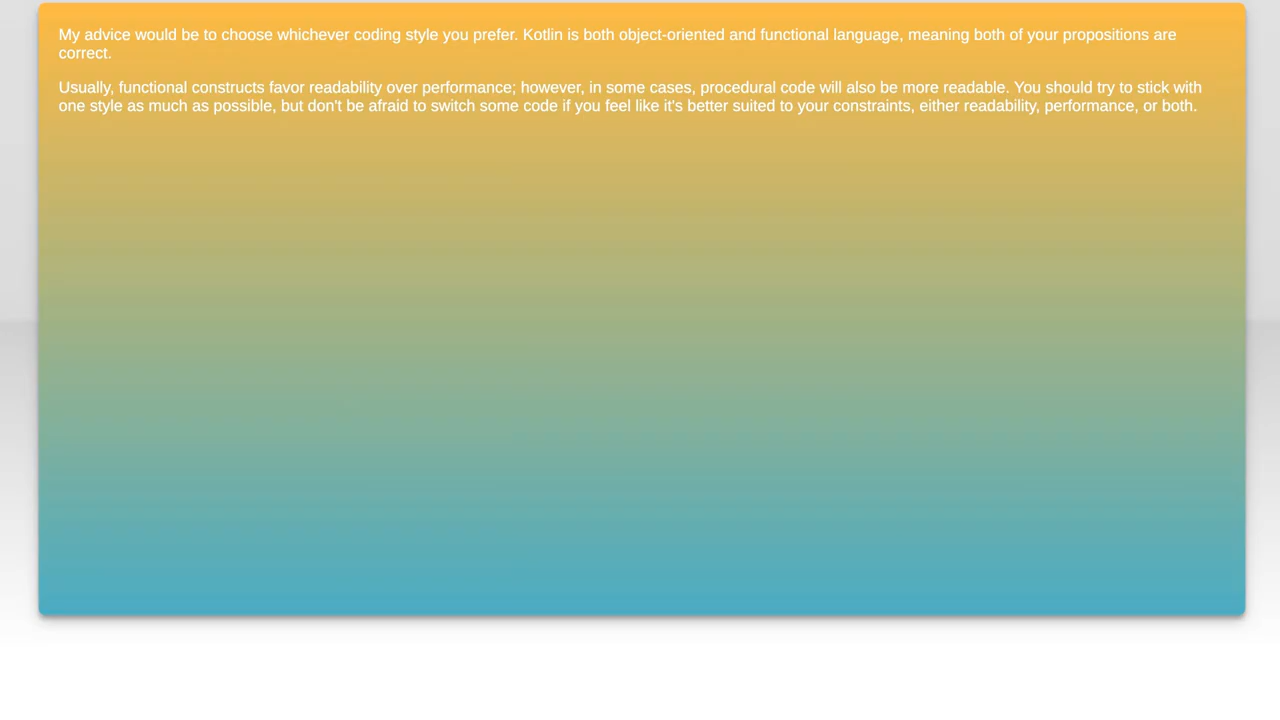 My advice would be to choose whichever coding style you prefer. Kotlin is both object-oriented and functional language, meaning both of your propositions are
correct.
Usually, functional constructs favor readability over performance; however, in some cases, procedural code will also be more readable. You should try to stick with
one style as much as possible, but don't be afraid to switch some code if you feel like it's better suited to your constraints, either readability, performance, or both.